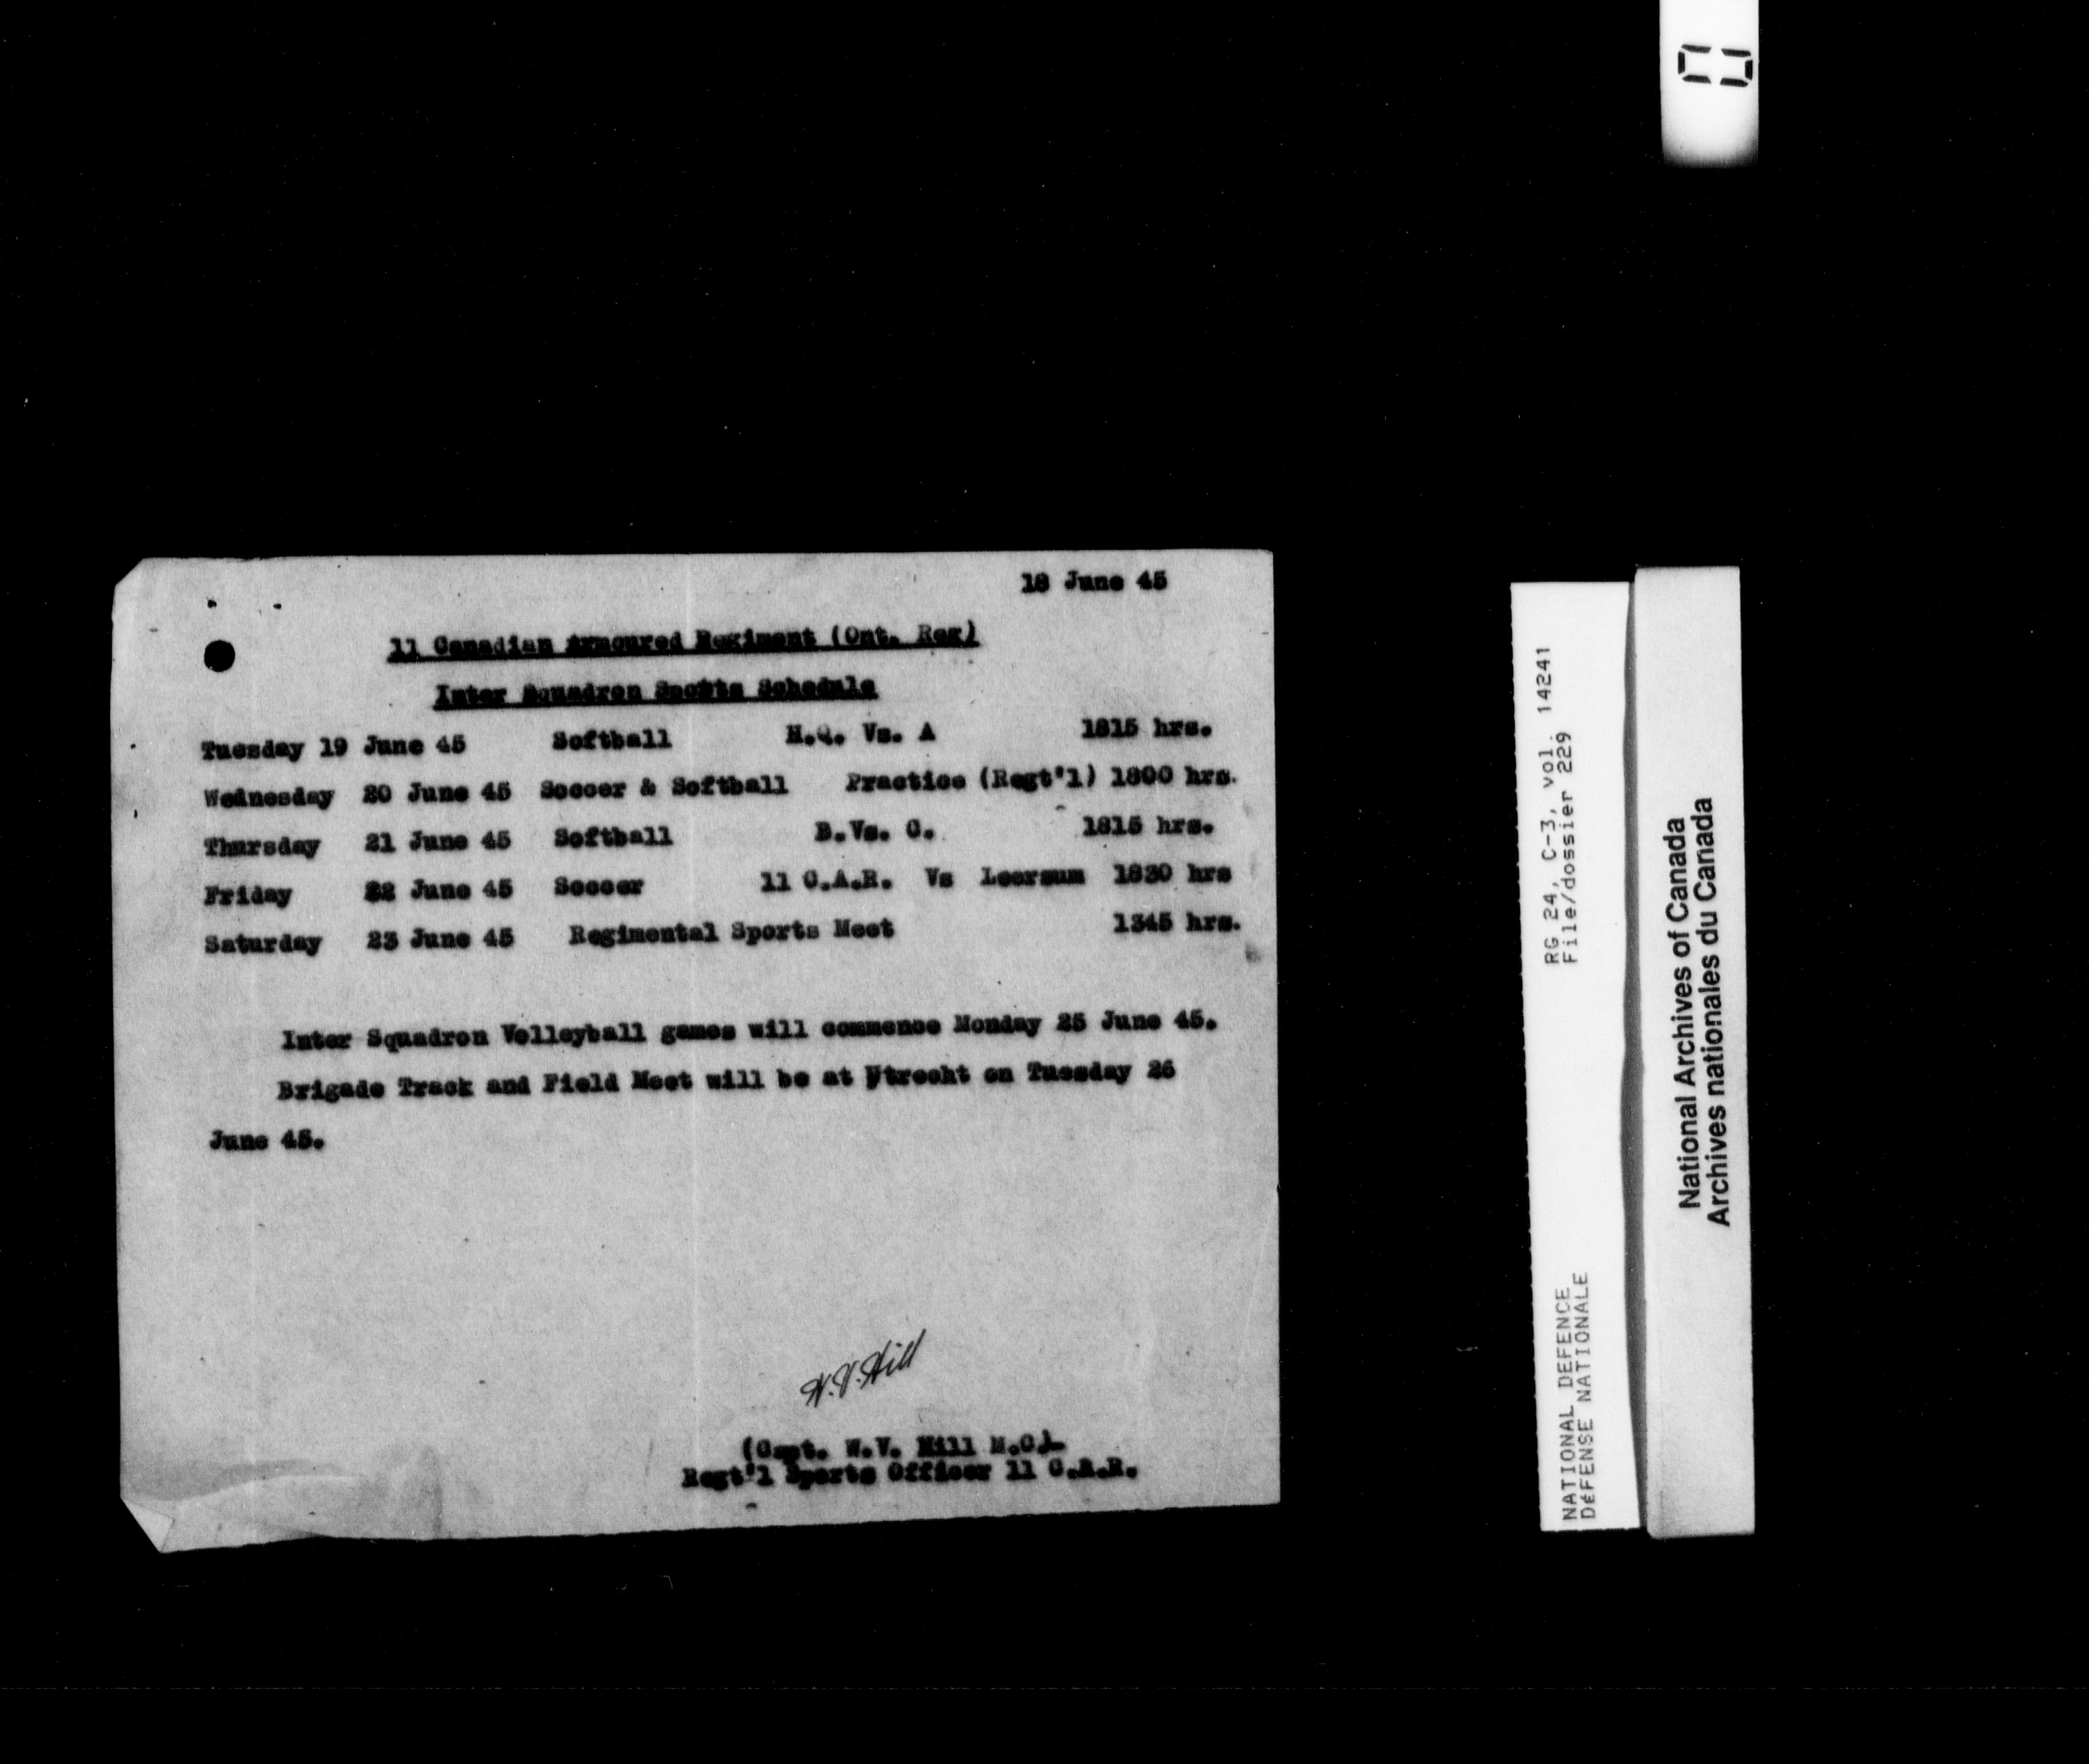 18 June 45
11 Canadian Armoured Regiment (Ont. Reg)
Inter Squadron Sports Schedule
Tuesday 19 June 45 Softball H.Q. Vs. A 1815 hrs.
Wednesday 20 June 45 Soccer & Softball Practice (Regt'l) 1800 hrs.
Thursday 21 June 45 Softball B.Vs. C. 1815 hrs.
Friday 22 June 45 Soccer 11 C.A.R. Vs Leersum 1830 hrs
Saturday 23 June 45 Regimental Sports Meet 1345 hrs.
Inter Squadron Volleyball games will commence Monday 25 June 45.
Brigade Track and Field Meet will be at Utrecht on Tuesday 26
June 45.
W.V. Hill
(Capt. W.V. Hill M.C.).
Regt'l Sports Officer 11 C.A.R.
RG 24, C-3, vol. 14241
File/dossier 229
NATIONAL DEFENCE
DéFENSE NATIONALE
National Archives of Canada
Archives nationales du Canada